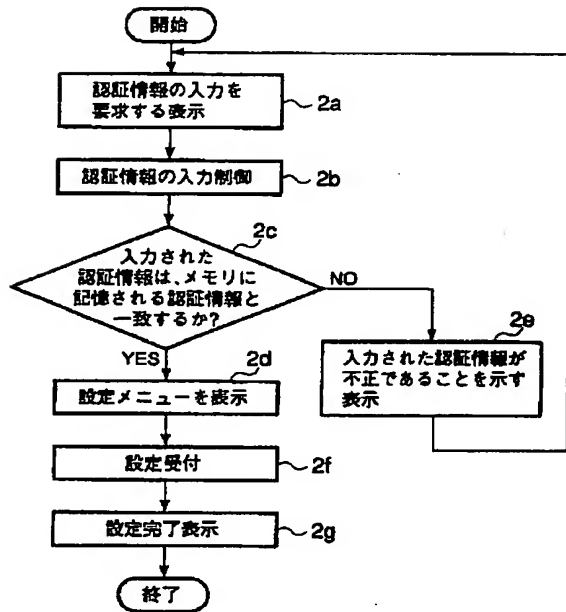 開始
認証情報の入力を
要求する表示
2a
認証情報の入力制御
2b
2c
入力された
認証情報は、メモリに
記憶される認証情報と
一致するか?
NO
YES
2e
入力された認証情報が
不正であることを示す
表示
2d
設定メニューを表示
設定受付
2f
設定完了表示
2g
終了